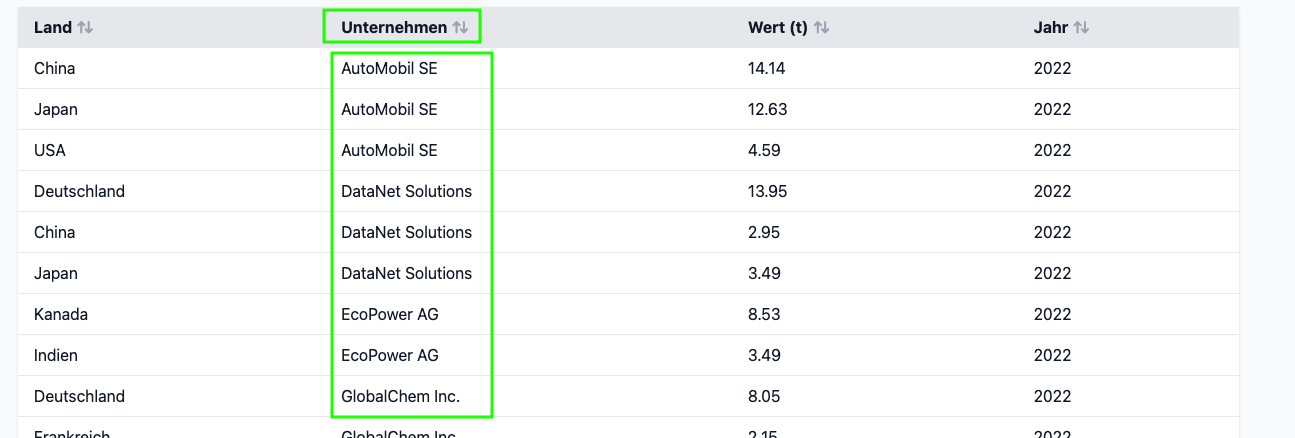 Land Unternehmen Wert (t) Jahr
China AutoMobil SE 14.14 2022
Japan AutoMobil SE 12.63 2022
USA AutoMobil SE 4.59 2022
Deutschland DataNet Solutions 13.95 2022
China DataNet Solutions 2.95 2022
Japan DataNet Solutions 3.49 2022
Kanada EcoPower AG 8.53 2022
Indien EcoPower AG 3.49 2022
Deutschland GlobalChem Inc. 8.05 2022
Frankreich GlobalChem Inc. 2.15 2022